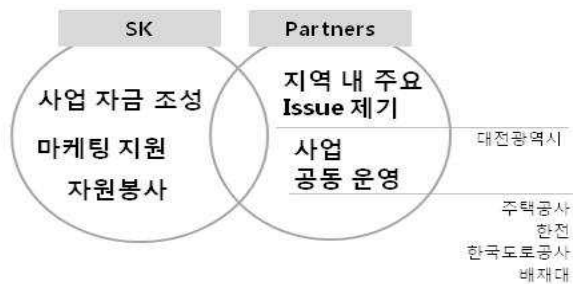 SK
Partners
사업 자금 조성
마케팅 지원
자원봉사
지역 내 주요
Issue 제기
대전광역시
사업
공동 운영
주택공사
한전
한국도로공사
배재대